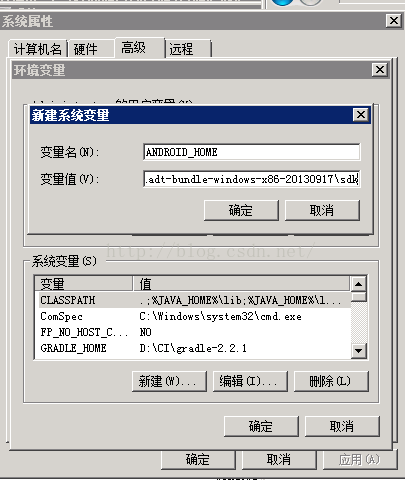 系统属性
计算机名 硬件 高级 远程
环境变量
的用户变量(U)
新建系统变量
变量名(N): ANDROID_HOME
变量值(V): .adt-bundle-windows-x86-20130917\sdk
确定 取消
http://blog.csdn.net/
系统变量(S)
变量 值
CLASSPATH .;%JAVA_HOME%\lib;%JAVA_HOME%\l...
ComSpec C:\Windows\system32\cmd.exe
FP_NO_HOST_C... NO
GRADLE_HOME D:\CI\gradle-2.2.1
新建(W)... 编辑(I)... 删除(L)
确定 取消
确定 取消 应用(A)